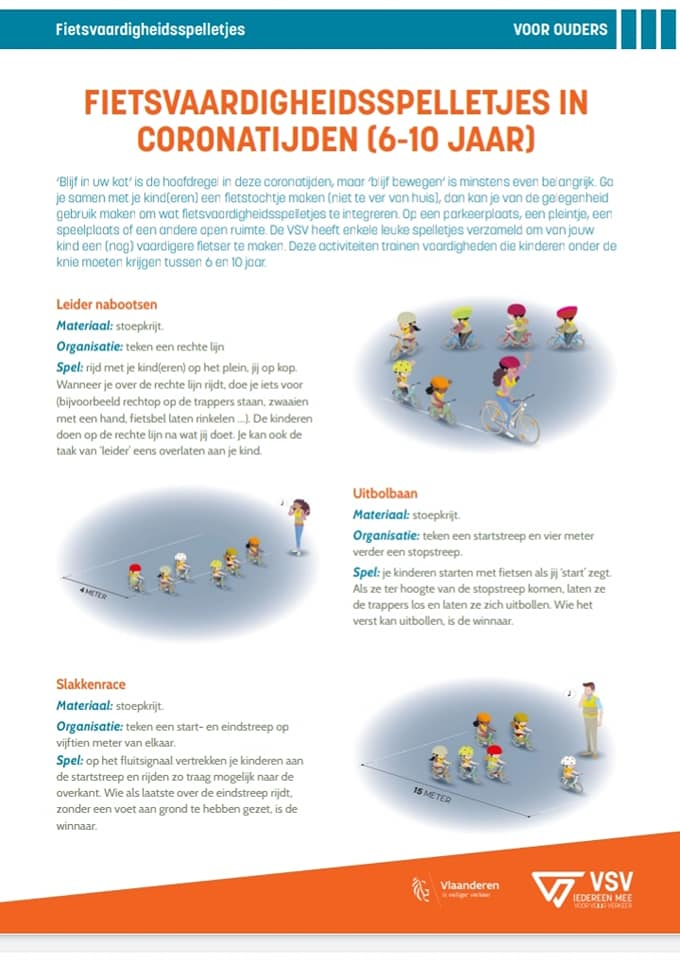 Fietsvaardigheidsspelletjes
VOOR OUDERS
FIETSVAARDIGHEIDSSPELLETJES IN
CORONATIJDEN (6-10 JAAR)
'Blijf in uw kot' is de hoofdregel in deze coronatijden, maar 'blijf bewegen' is minstens even belangrijk. Ga
je samen met je kind(eren) een fietstochtje maken (niet te ver van huis), dan kan je van de gelegenheid
gebruik maken om wat fietsvaardigheidsspelletjes te integreren. Op een parkeerplaats, een pleintje, een
speelplaats of een andere open ruimte. De VSV heeft enkele leuke spelletjes verzameld om van jouw
kind een (nog) vaardigere fietser te maken. Deze activiteiten trainen vaardigheden die kinderen onder de
knie moeten krijgen tussen 6 en 10 jaar.
Leider nabootsen
Materiaal: stoepkrijt.
Organisatie: teken een rechte lijn
Spel: rijd met je kind(eren) op het plein, jij op kop.
Wanneer je over de rechte lijn rijdt, doe je iets voor
(bijvoorbeeld rechtop op de trappers staan, zwaaien
met een hand, fietsbel laten rinkelen ...). De kinderen
doen op de rechte lijn na wat jij doet. Je kan ook de
taak van 'leider' eens overlaten aan je kind.
4 METER
Uitbolbaan
Materiaal: stoepkrijt.
Organisatie: teken een startstreep en vier meter
verder een stopstreep.
Spel: je kinderen starten met fietsen als jij 'start' zegt.
Als ze ter hoogte van de stopstreep komen, laten ze
de trappers los en laten ze zich uitbollen. Wie het
verst kan uitbollen, is de winnaar.
Slakkenrace
Materiaal: stoepkrijt.
Organisatie: teken een start- en eindstreep op
vijftien meter van elkaar.
Spel: op het fluitsignaal vertrekken je kinderen aan
de startstreep en rijden zo traag mogelijk naar de
overkant. Wie als laatste over de eindstreep rijdt,
zonder een voet aan grond te hebben gezet, is de
winnaar.
15 METER
Vlaanderen
is veiliger verkeer
VSV
IEDEREEN MEE
VOOR VEILIG VERKEER